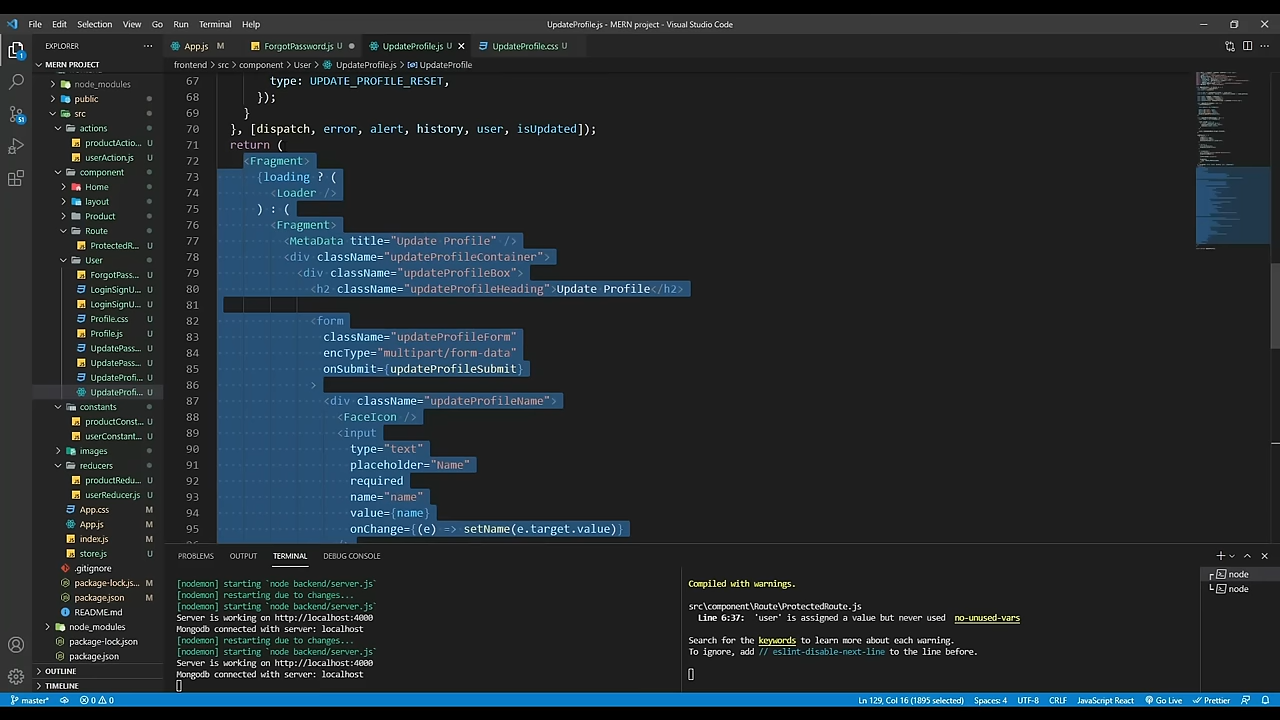 File Edit Selection View Go Run Terminal Help
UpdateProfile.js - MERN project - Visual Studio Code
EXPLORER
App.js M
ForgotPassword.js U
UpdateProfile.js U
UpdateProfile.css U
MERN PROJECT
frontend > src > component > User > UpdateProfile.js > UpdateProfile
node_modules
public
src
actions
productActio... U
userAction.js U
component
Home
layout
Product
Route
ProtectedR... U
User
ForgotPass... U
LoginSignU... U
LoginSignU... U
Profile.css U
Profile.js U
UpdatePass... U
UpdatePass... U
UpdateProfi... U
UpdateProfi... U
constants
productConst... U
userConstant... U
images
reducers
productRedu... U
userReducer.js U
App.css M
App.js M
index.js M
store.js U
.gitignore
package-lock.js... M
package.json M
README.md
node_modules
package-lock.json
package.json
OUTLINE
TIMELINE
67 type: UPDATE_PROFILE_RESET,
68 });
69 }
70 }, [dispatch, error, alert, history, user, isUpdated]);
71 return (
72 <Fragment>
73 {loading ? (
74 <Loader />
75 ) : (
76 <Fragment>
77 <MetaData title="Update Profile" />
78 <div className="updateProfileContainer">
79 <div className="updateProfileBox">
80 <h2 className="updateProfileHeading">Update Profile</h2>
81
82 <form
83 className="updateProfileForm"
84 encType="multipart/form-data"
85 onSubmit={updateProfileSubmit}
86 >
87 <div className="updateProfileName">
88 <FaceIcon />
89 <input
90 type="text"
91 placeholder="Name"
92 required
93 name="name"
94 value={name}
95 onChange={(e) => setName(e.target.value)}
PROBLEMS OUTPUT TERMINAL DEBUG CONSOLE
[nodemon] starting `node backend/server.js`
[nodemon] restarting due to changes...
[nodemon] starting `node backend/server.js`
Server is working on http://localhost:4000
Mongodb connected with server: localhost
[nodemon] restarting due to changes...
[nodemon] starting `node backend/server.js`
Server is working on http://localhost:4000
Mongodb connected with server: localhost
Compiled with warnings.
src\component\Route\ProtectedRoute.js
Line 6:37: 'user' is assigned a value but never used no-unused-vars
Search for the keywords to learn more about each warning.
To ignore, add // eslint-disable-next-line to the line before.
node
node
master* 0 0 Ln 129, Col 16 (1895 selected) Spaces: 4 UTF-8 CRLF JavaScript React Go Live Prettier